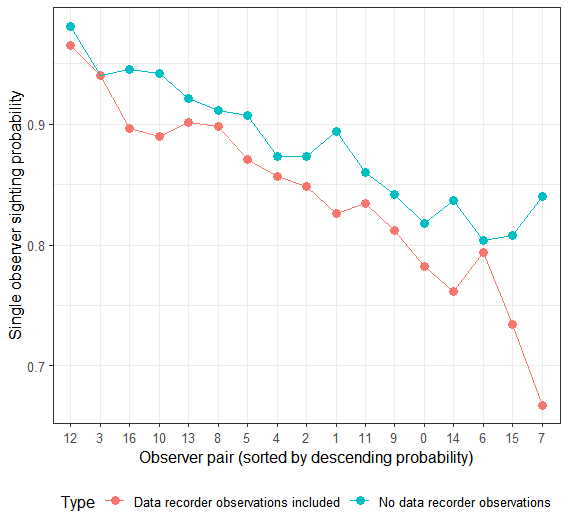 Single observer sighting probability
0.9
0.8
0.7
12 3 16 10 13 8 5 4 2 1 11 9 0 14 6 15 7
Observer pair (sorted by descending probability)
Type Data recorder observations included No data recorder observations